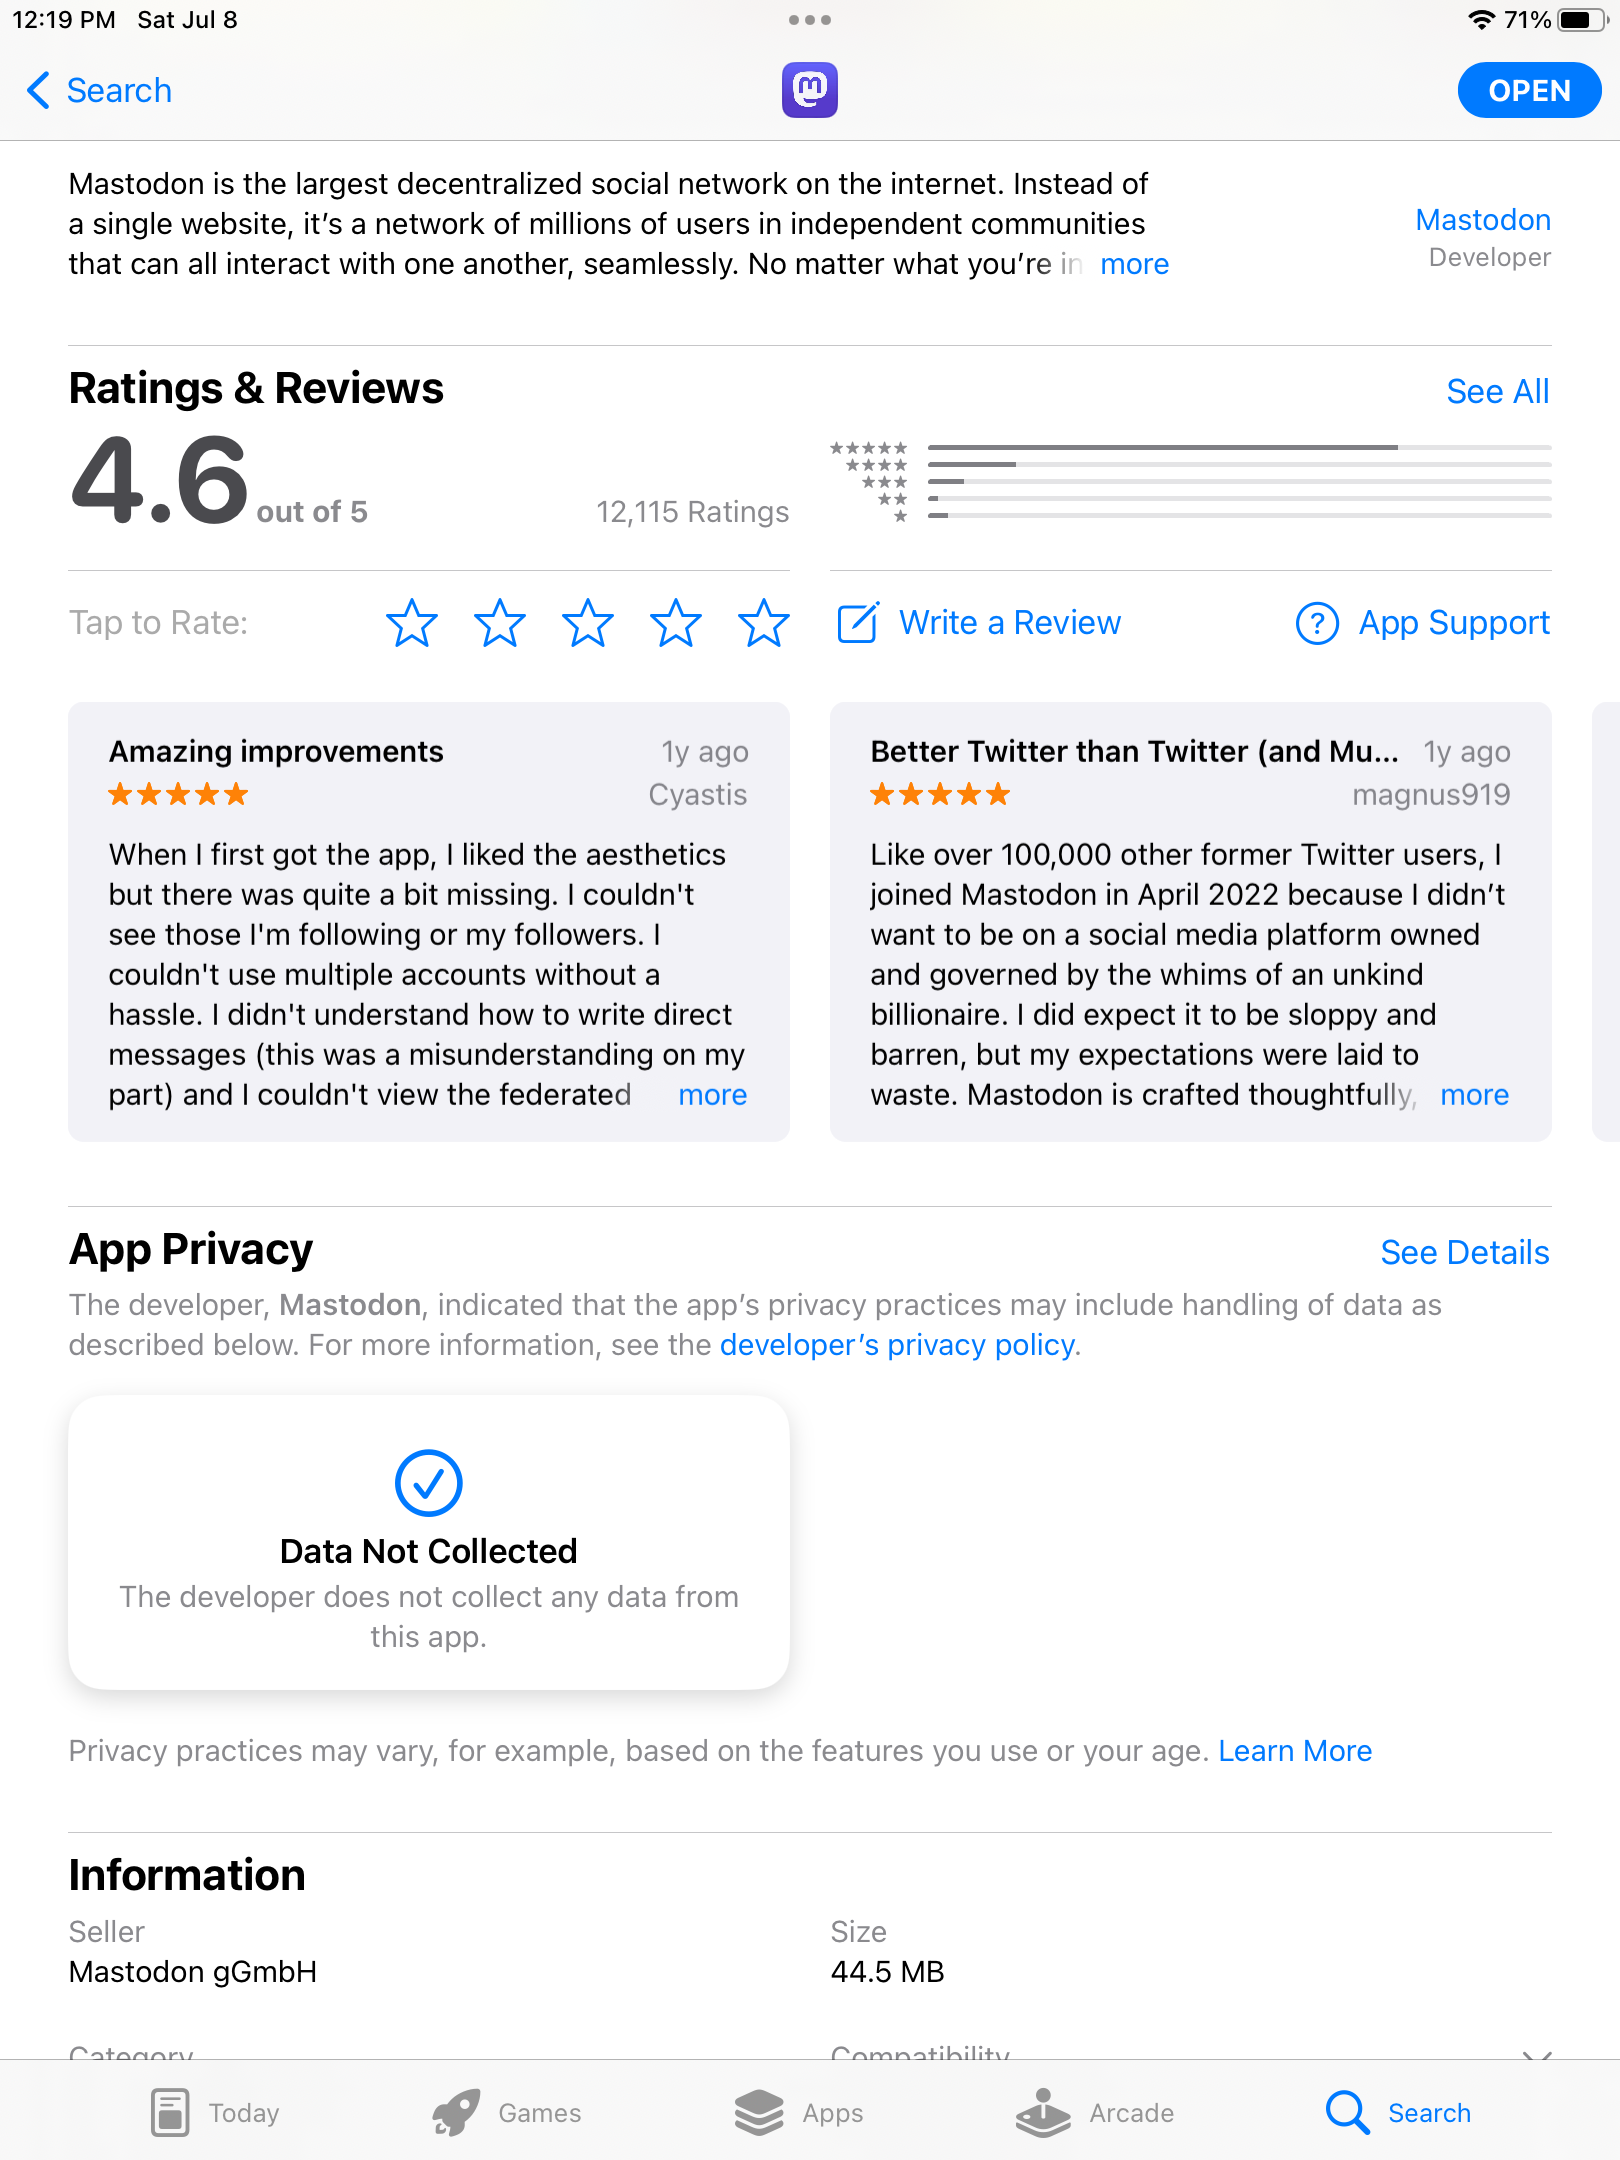 12:19 PM Sat Jul 8
71%
Search
OPEN
Mastodon is the largest decentralized social network on the internet. Instead of
a single website, it’s a network of millions of users in independent communities
that can all interact with one another, seamlessly. No matter what you’re in more
Mastodon
Developer
Ratings & Reviews
See All
4.6 out of 5
12,115 Ratings
Tap to Rate:
Write a Review
App Support
Amazing improvements
1y ago
Cyastis
When I first got the app, I liked the aesthetics
but there was quite a bit missing. I couldn't
see those I'm following or my followers. I
couldn't use multiple accounts without a
hassle. I didn't understand how to write direct
messages (this was a misunderstanding on my
part) and I couldn't view the federated more
Better Twitter than Twitter (and Mu...
1y ago
magnus919
Like over 100,000 other former Twitter users, I
joined Mastodon in April 2022 because I didn’t
want to be on a social media platform owned
and governed by the whims of an unkind
billionaire. I did expect it to be sloppy and
barren, but my expectations were laid to
waste. Mastodon is crafted thoughtfully, more
App Privacy
See Details
The developer, Mastodon, indicated that the app’s privacy practices may include handling of data as
described below. For more information, see the developer’s privacy policy.
Data Not Collected
The developer does not collect any data from
this app.
Privacy practices may vary, for example, based on the features you use or your age. Learn More
Information
Seller
Mastodon gGmbH
Size
44.5 MB
Category
Compatibility
Today
Games
Apps
Arcade
Search